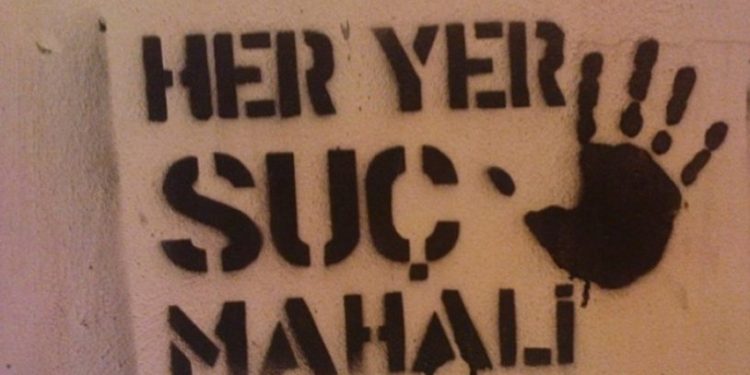 HER YER
SUÇ
MAHALİ